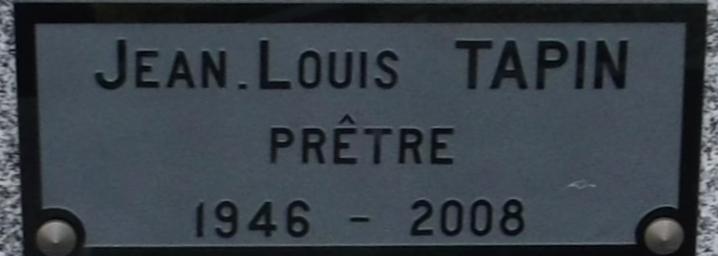 JEAN.LOUIS TAPIN
PRÊTRE
1946 - 2008